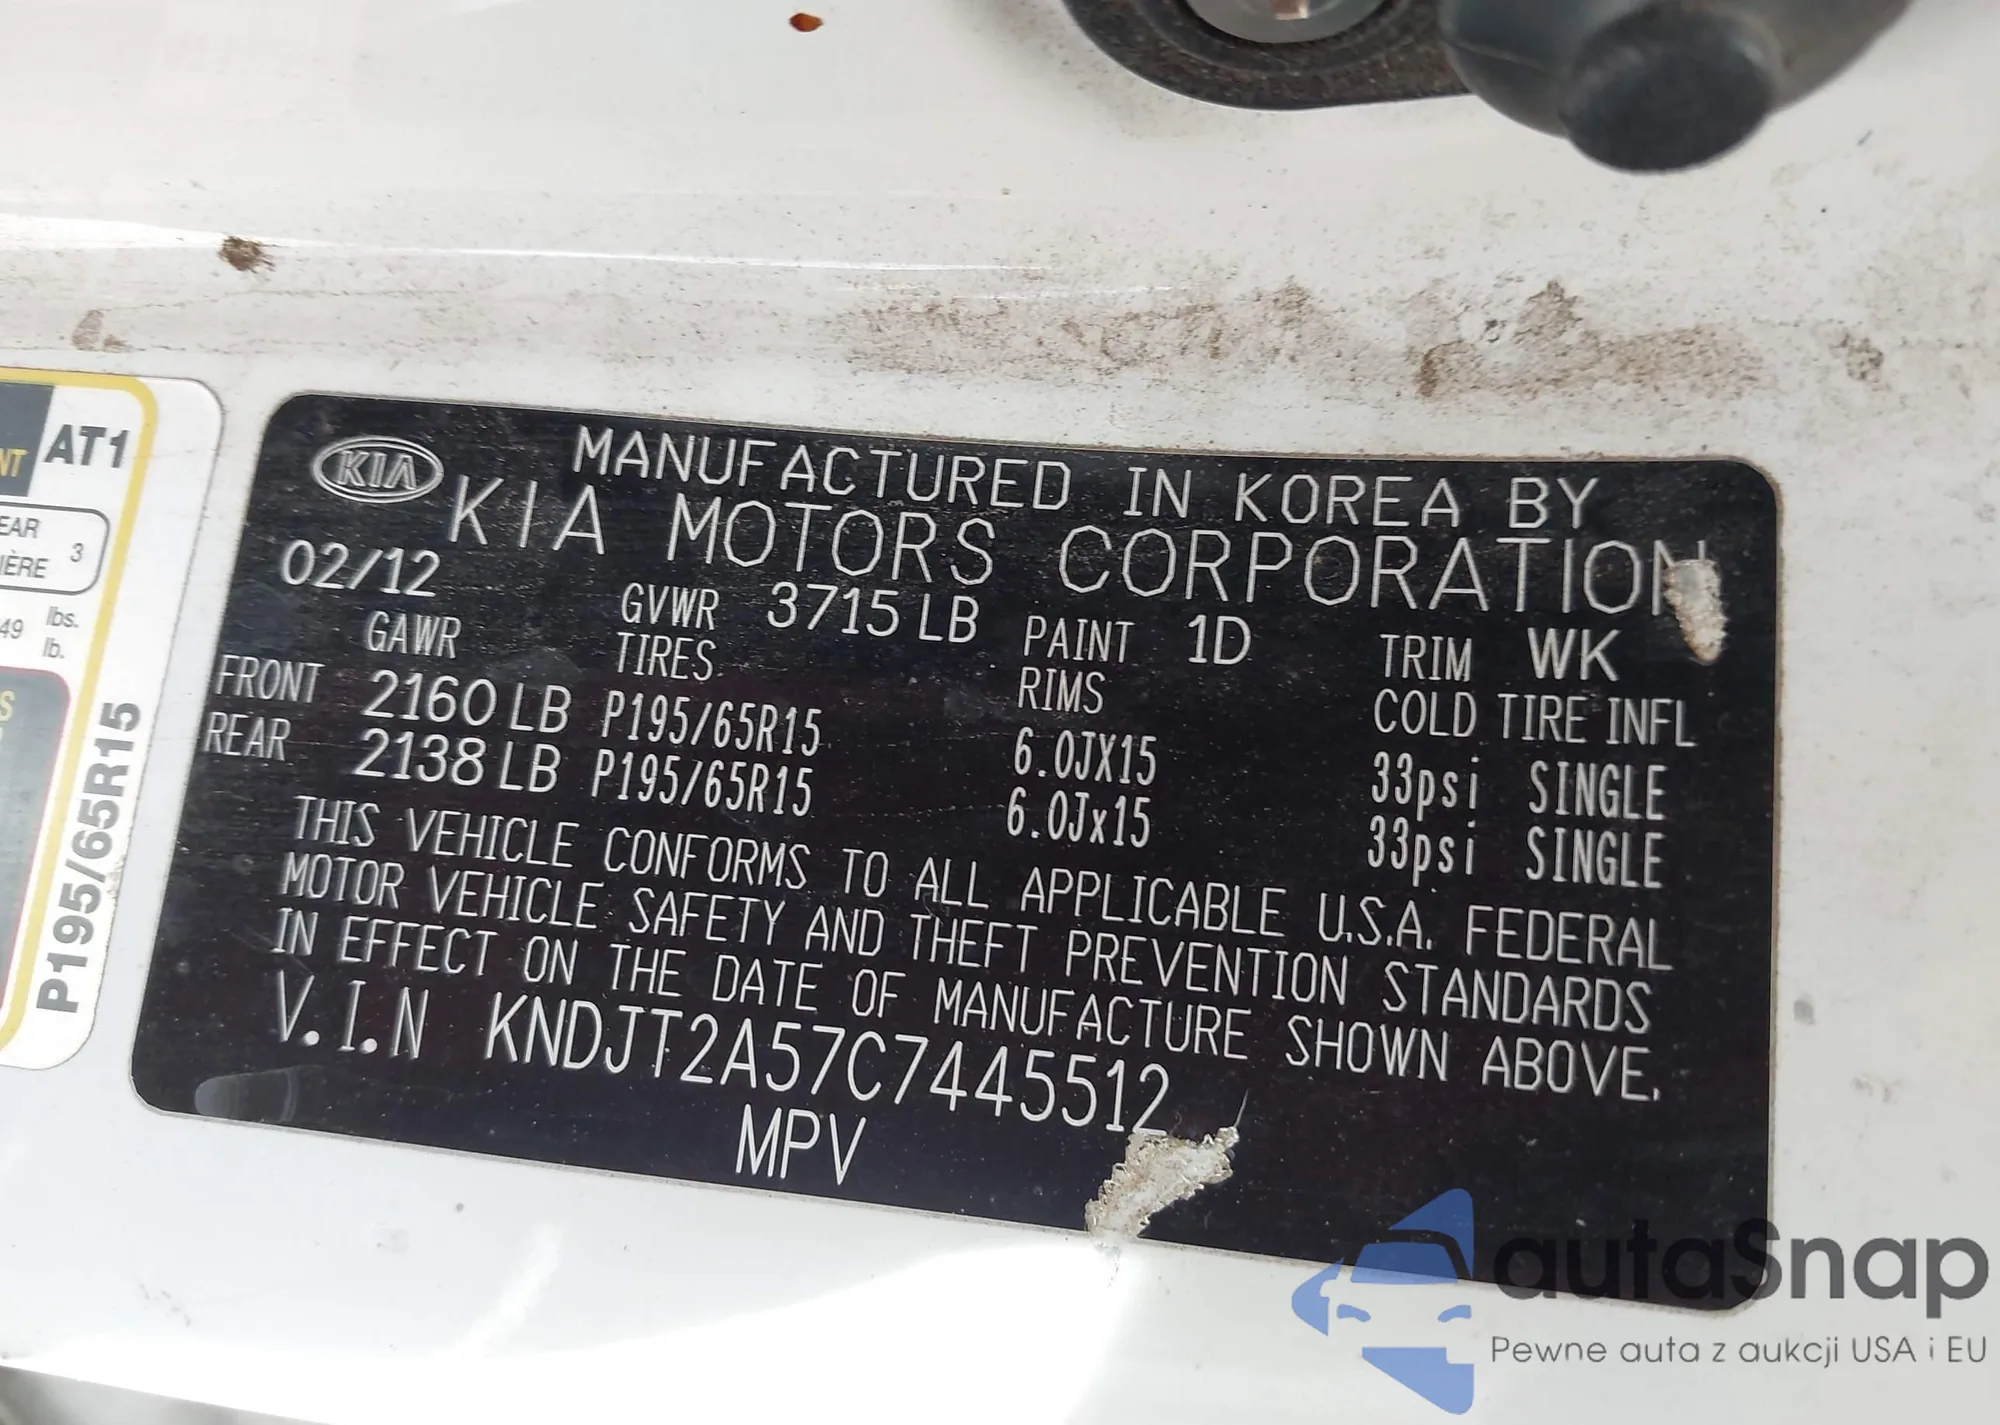 KIA
MANUFACTURED IN KOREA BY
KIA MOTORS CORPORATION
02/12 GVWR 3715 LB PAINT 1D TRIM WK
GAWR TIRES RIMS COLD TIRE INFL
FRONT 2160 LB P195/65R15 6.0JX15 33psi SINGLE
REAR 2138 LB P195/65R15 6.0Jx15 33psi SINGLE
THIS VEHICLE CONFORMS TO ALL APPLICABLE U.S.A. FEDERAL
MOTOR VEHICLE SAFETY AND THEFT PREVENTION STANDARDS
IN EFFECT ON THE DATE OF MANUFACTURE SHOWN ABOVE.
V.I.N KNDJT2A57C7445512
MPV
AT1
3
lbs.
lb.
P195/65R15
autaSnap
Pewne auta z aukcji USA i EU